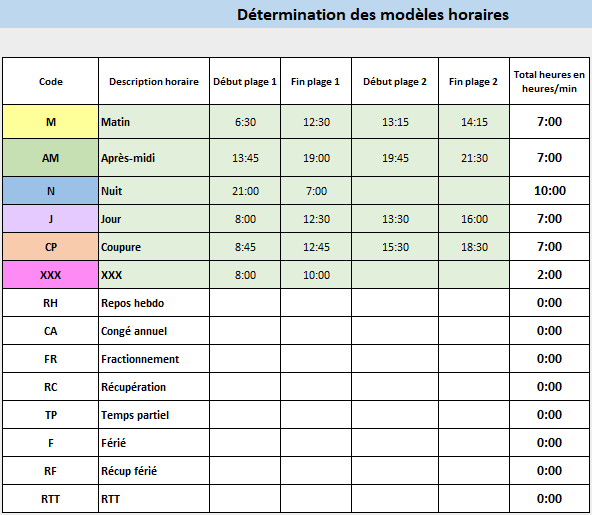 Détermination des modèles horaires
Code Description horaire Début plage 1 Fin plage 1 Début plage 2 Fin plage 2 Total heures en heures/min
M Matin 6:30 12:30 13:15 14:15 7:00
AM Après-midi 13:45 19:00 19:45 21:30 7:00
N Nuit 21:00 7:00 10:00
J Jour 8:00 12:30 13:30 16:00 7:00
CP Coupure 8:45 12:45 15:30 18:30 7:00
XXX XXX 8:00 10:00 2:00
RH Repos hebdo 0:00
CA Congé annuel 0:00
FR Fractionnement 0:00
RC Récupération 0:00
TP Temps partiel 0:00
F Férié 0:00
RF Récup férié 0:00
RTT RTT 0:00